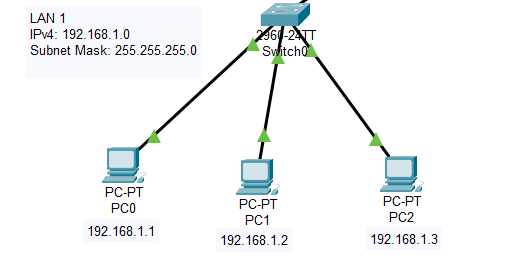 LAN 1
IPv4: 192.168.1.0
Subnet Mask: 255.255.255.0
2960-24TT
Switch0
PC-PT
PC0
192.168.1.1
PC-PT
PC1
192.168.1.2
PC-PT
PC2
192.168.1.3